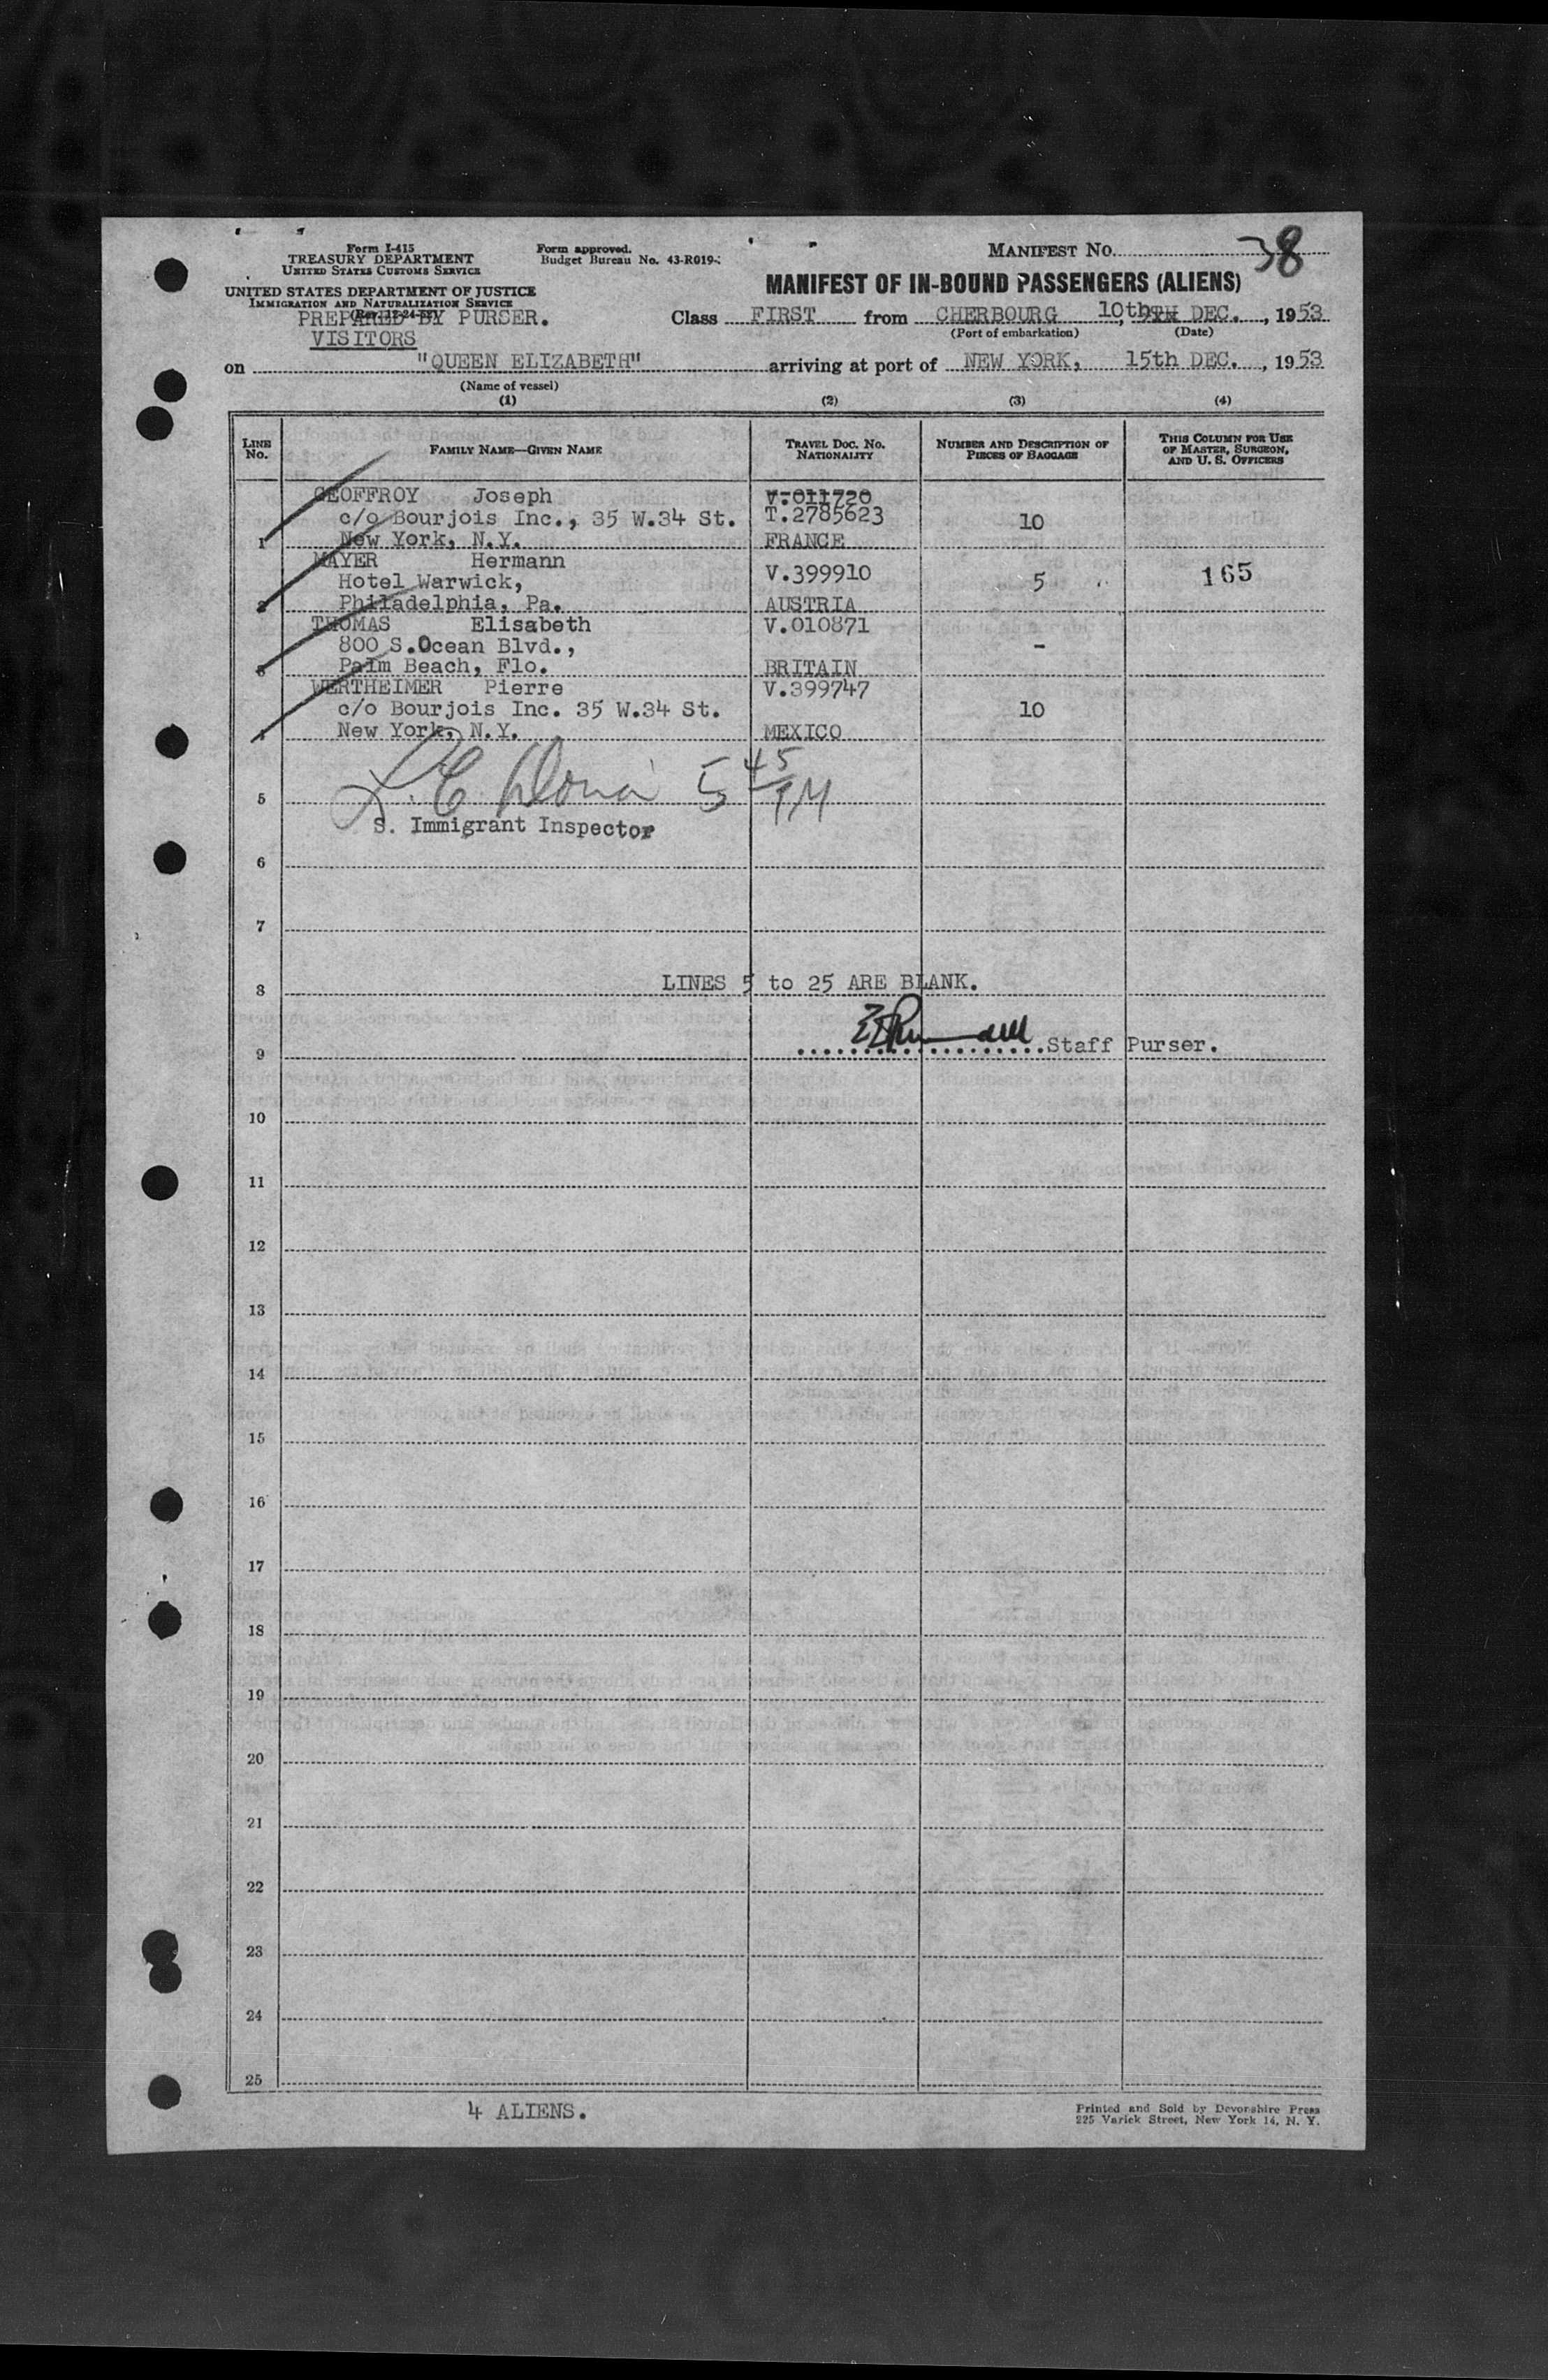 Form I-415
TREASURY DEPARTMENT
UNITED STATES CUSTOMS SERVICE
Form approved.
Budget Bureau No. 43-R019-
MANIFEST No. 38
UNITED STATES DEPARTMENT OF JUSTICE
IMMIGRATION AND NATURALIZATION SERVICE
MANIFEST OF IN-BOUND PASSENGERS (ALIENS)
PREPARED BY PURSER.
Class FIRST from CHERBOURG 10th, 9TH DEC., 1953
(Port of embarkation) (Date)
VISITORS
on "QUEEN ELIZABETH" arriving at port of NEW YORK, 15th DEC., 1953
(Name of vessel)
(1) (2) (3) (4)
LINE No. FAMILY NAME—GIVEN NAME TRAVEL DOC. NO. NATIONALITY NUMBER AND DESCRIPTION OF PIECES OF BAGGAGE THIS COLUMN FOR USE OF MASTER, SURGEON, AND U. S. OFFICERS
GEOFFROY Joseph V.011720
c/o Bourjois Inc., 35 W.34 St. T.2785623 10
1 New York, N.Y. FRANCE
MAYER Hermann V.399910
Hotel Warwick, 5 165
2 Philadelphia, Pa. AUSTRIA
THOMAS Elisabeth V.010871
800 S.Ocean Blvd., -
3 Palm Beach, Flo. BRITAIN
WERTHEIMER Pierre V.399747
c/o Bourjois Inc. 35 W.34 St. 10
4 New York, N.Y. MEXICO
5 45 PM
5
S. Immigrant Inspector
6
7
LINES 5 to 25 ARE BLANK.
8
Staff Purser.
9
10
11
12
13
14
15
16
17
18
19
20
21
22
23
24
25
4 ALIENS.
Printed and Sold by Devonshire Press
225 Varick Street, New York 14, N. Y.